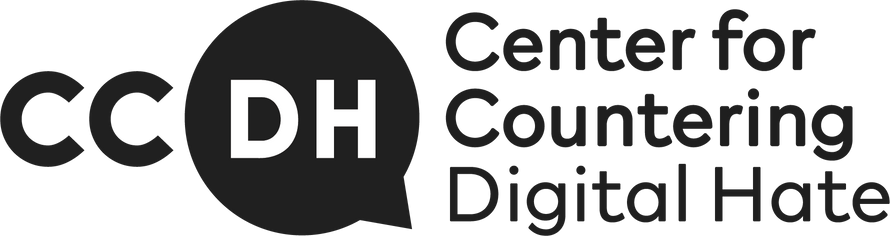 CCDH
Center for
Countering
Digital Hate